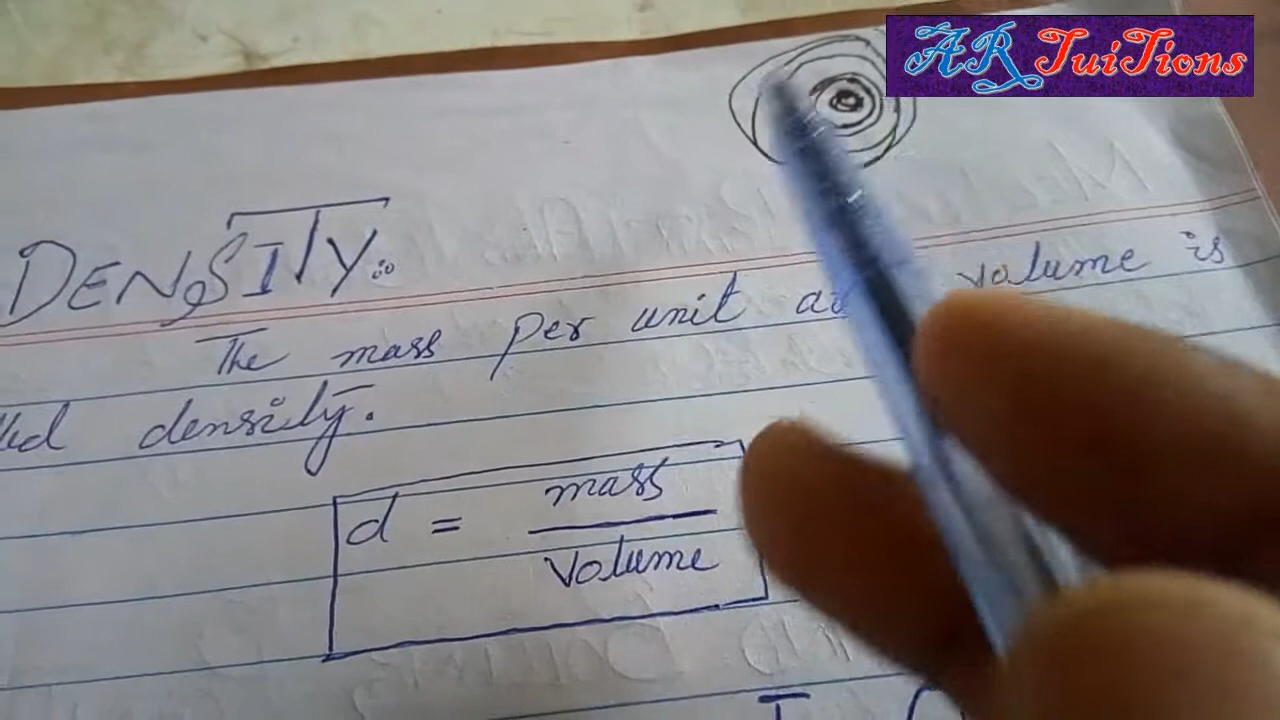 AR TuiTions
DENSITY
The mass per unit volume is
density.
d = mass
volume